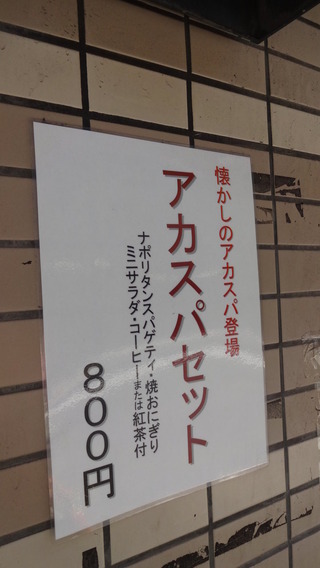 懐かしのアカスパ登場
アカスパセット
ナポリタンスパゲティ・焼おにぎり
ミニサラダ・コーヒーまたは紅茶付
８００円